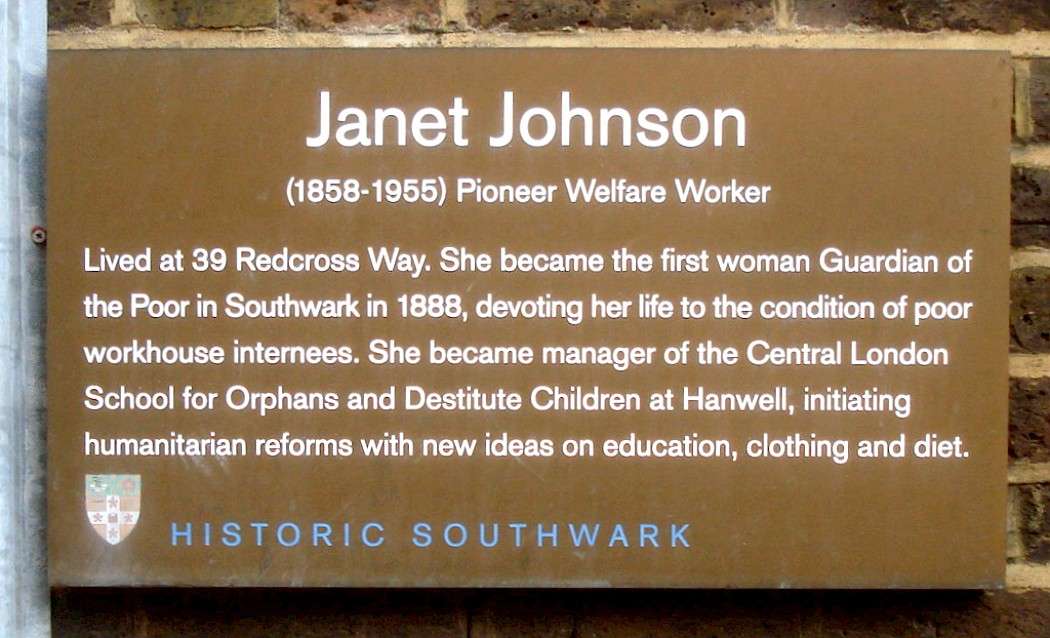 Janet Johnson
(1858-1955) Pioneer Welfare Worker
Lived at 39 Redcross Way. She became the first woman Guardian of
the Poor in Southwark in 1888, devoting her life to the condition of poor
workhouse internees. She became manager of the Central London
School for Orphans and Destitute Children at Hanwell, initiating
humanitarian reforms with new ideas on education, clothing and diet.
HISTORIC SOUTHWARK